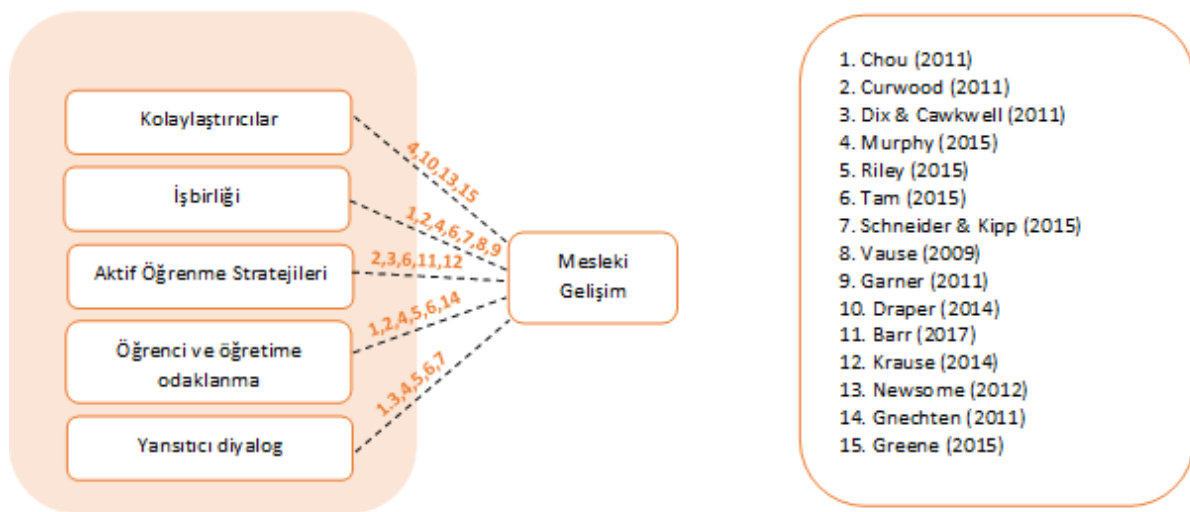 Kolaylaştırıcılar
İşbirliği
Aktif Öğrenme Stratejileri
Öğrenci ve öğretime
odaklanma
Yansıtıcı diyalog
4,10,13,15
1,2,4,6,7,8,9
2,3,6,11,12
1,2,4,5,6,14
1.3,4,5,6,7
Mesleki
Gelişim
1. Chou (2011)
2. Curwood (2011)
3. Dix & Cawkwell (2011)
4. Murphy (2015)
5. Riley (2015)
6. Tam (2015)
7. Schneider & Kipp (2015)
8. Vause (2009)
9. Garner (2011)
10. Draper (2014)
11. Barr (2017)
12. Krause (2014)
13. Newsome (2012)
14. Gnechten (2011)
15. Greene (2015)